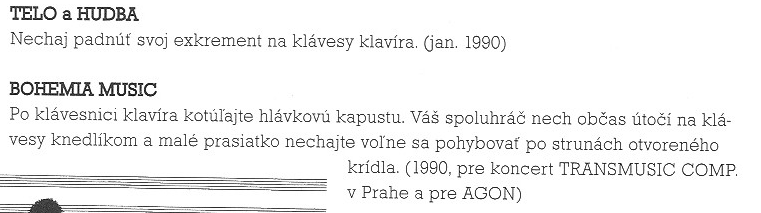 TELO a HUDBA
Nechaj padnúť svoj exkrement na klávesy klavíra. (jan. 1990)
BOHEMIA MUSIC
Po klávesnici klavíra kotúľajte hlávkovú kapustu. Váš spoluhráč nech občas útočí na klá-
vesy knedlíkom a malé prasiatko nechajte voľne sa pohybovať po strunách otvoreného
krídla. (1990, pre koncert TRANSMUSIC COMP.
v Prahe a pre AGON)